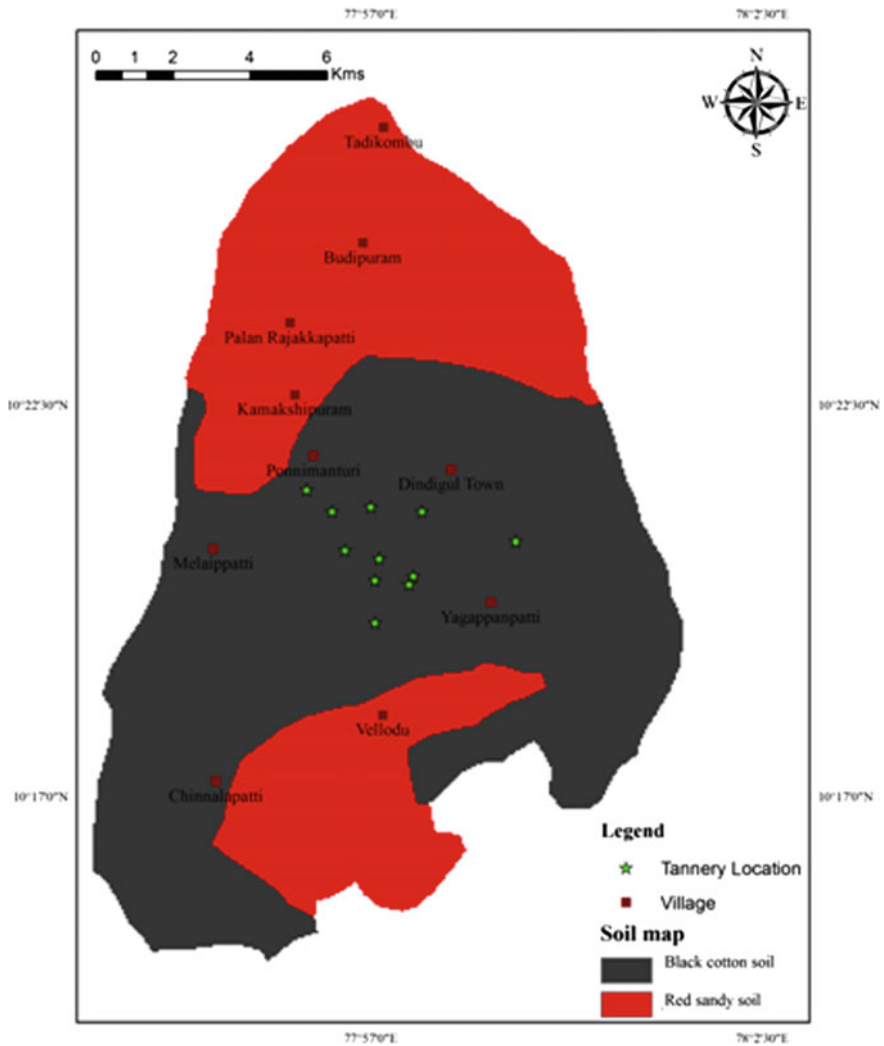 77°57'0"E 78°2'30"E
0 1 2 4 6
Kms
N
W E
S
Tadikombu
Budipuram
Palan Rajakkapatti
10°22'30"N 10°22'30"N
Kamakshipuram
Ponnimanturi
Dindigul Town
Melaippatti
Yagappanpatti
Vellodu
Chinnalapatti
10°17'0"N 10°17'0"N
Legend
Tannery Location
Village
Soil map
Black cotton soil
Red sandy soil
77°57'0"E 78°2'30"E